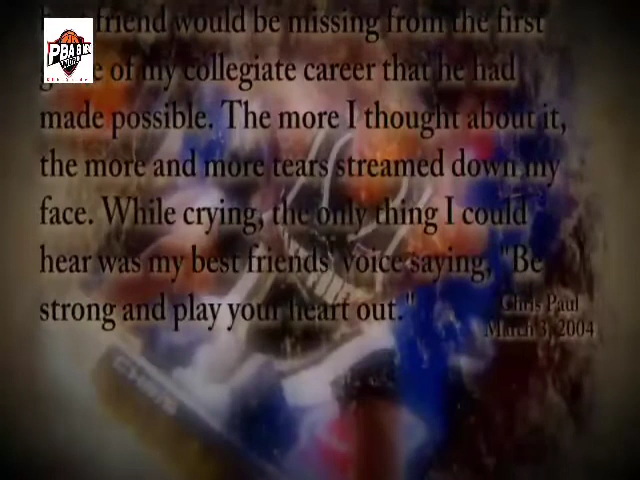 friend would be missing from the first
of my collegiate career that he had
made possible. The more I thought about it,
the more and more tears streamed down my
face. While crying, the only thing I could
hear was my best friends' voice saying, "Be
strong and play your heart out."
Chris Paul
March 3, 2004
CHRIS